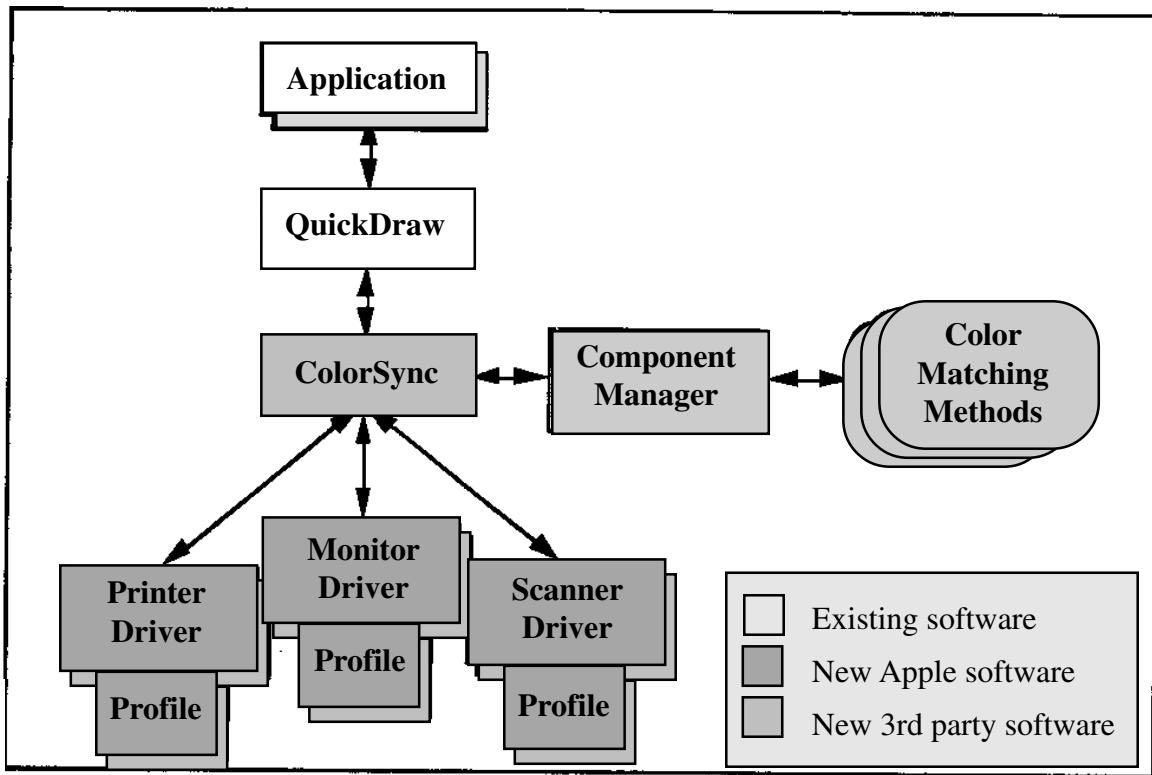 Application
QuickDraw
ColorSync
Component
Manager
Color
Matching
Methods
Printer
Driver
Profile
Monitor
Driver
Profile
Scanner
Driver
Profile
Existing software
New Apple software
New 3rd party software